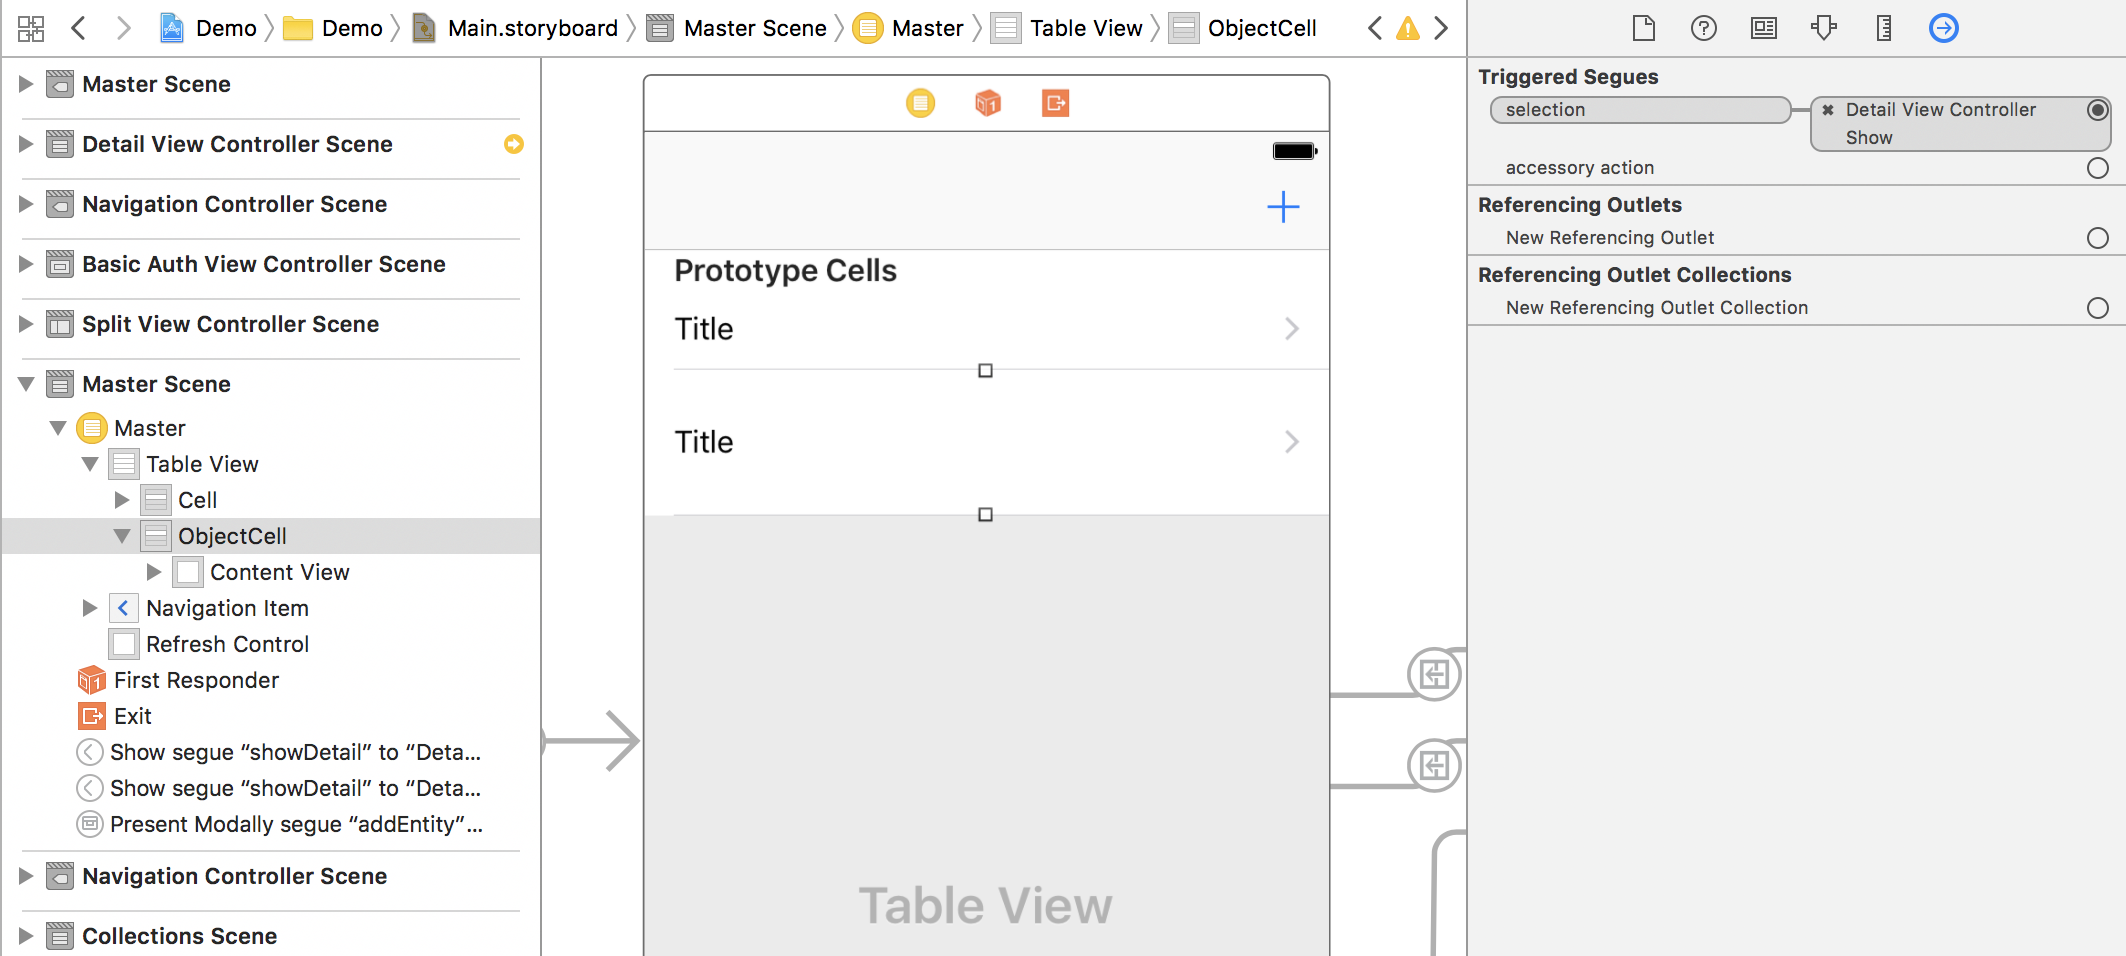 Demo
Demo
Main.storyboard
Master Scene
Master
Table View
ObjectCell
Master Scene
Detail View Controller Scene
Navigation Controller Scene
Basic Auth View Controller Scene
Split View Controller Scene
Master Scene
Master
Table View
Cell
ObjectCell
Content View
Navigation Item
Refresh Control
First Responder
Exit
Show segue “showDetail” to “Deta...
Show segue “showDetail” to “Deta...
Present Modally segue “addEntity”...
Navigation Controller Scene
Collections Scene
Prototype Cells
Title
Title
Table View
Triggered Segues
selection
Detail View Controller
Show
accessory action
Referencing Outlets
New Referencing Outlet
Referencing Outlet Collections
New Referencing Outlet Collection